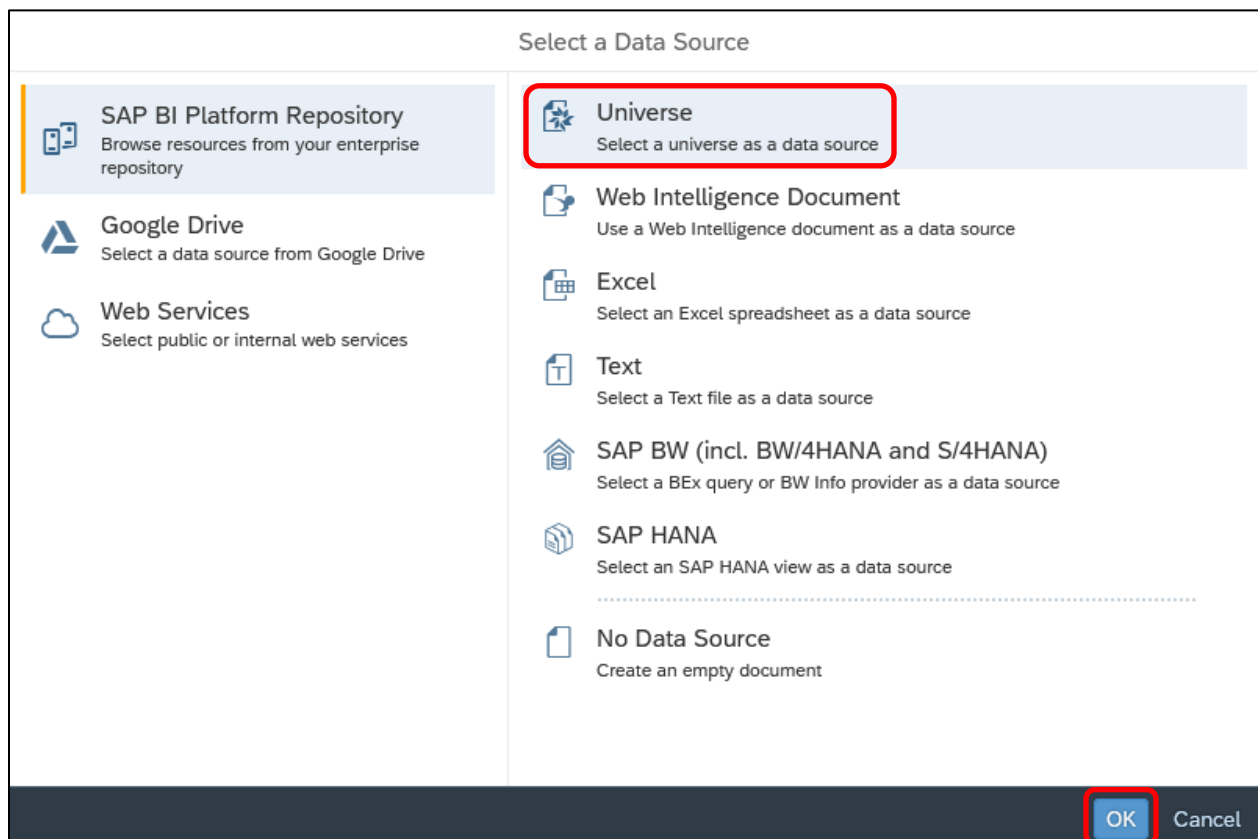 Select a Data Source
SAP BI Platform Repository
Browse resources from your enterprise
repository
Google Drive
Select a data source from Google Drive
Web Services
Select public or internal web services
Universe
Select a universe as a data source
Web Intelligence Document
Use a Web Intelligence document as a data source
Excel
Select an Excel spreadsheet as a data source
Text
Select a Text file as a data source
SAP BW (incl. BW/4HANA and S/4HANA)
Select a BEx query or BW Info provider as a data source
SAP HANA
Select an SAP HANA view as a data source
No Data Source
Create an empty document
OK Cancel